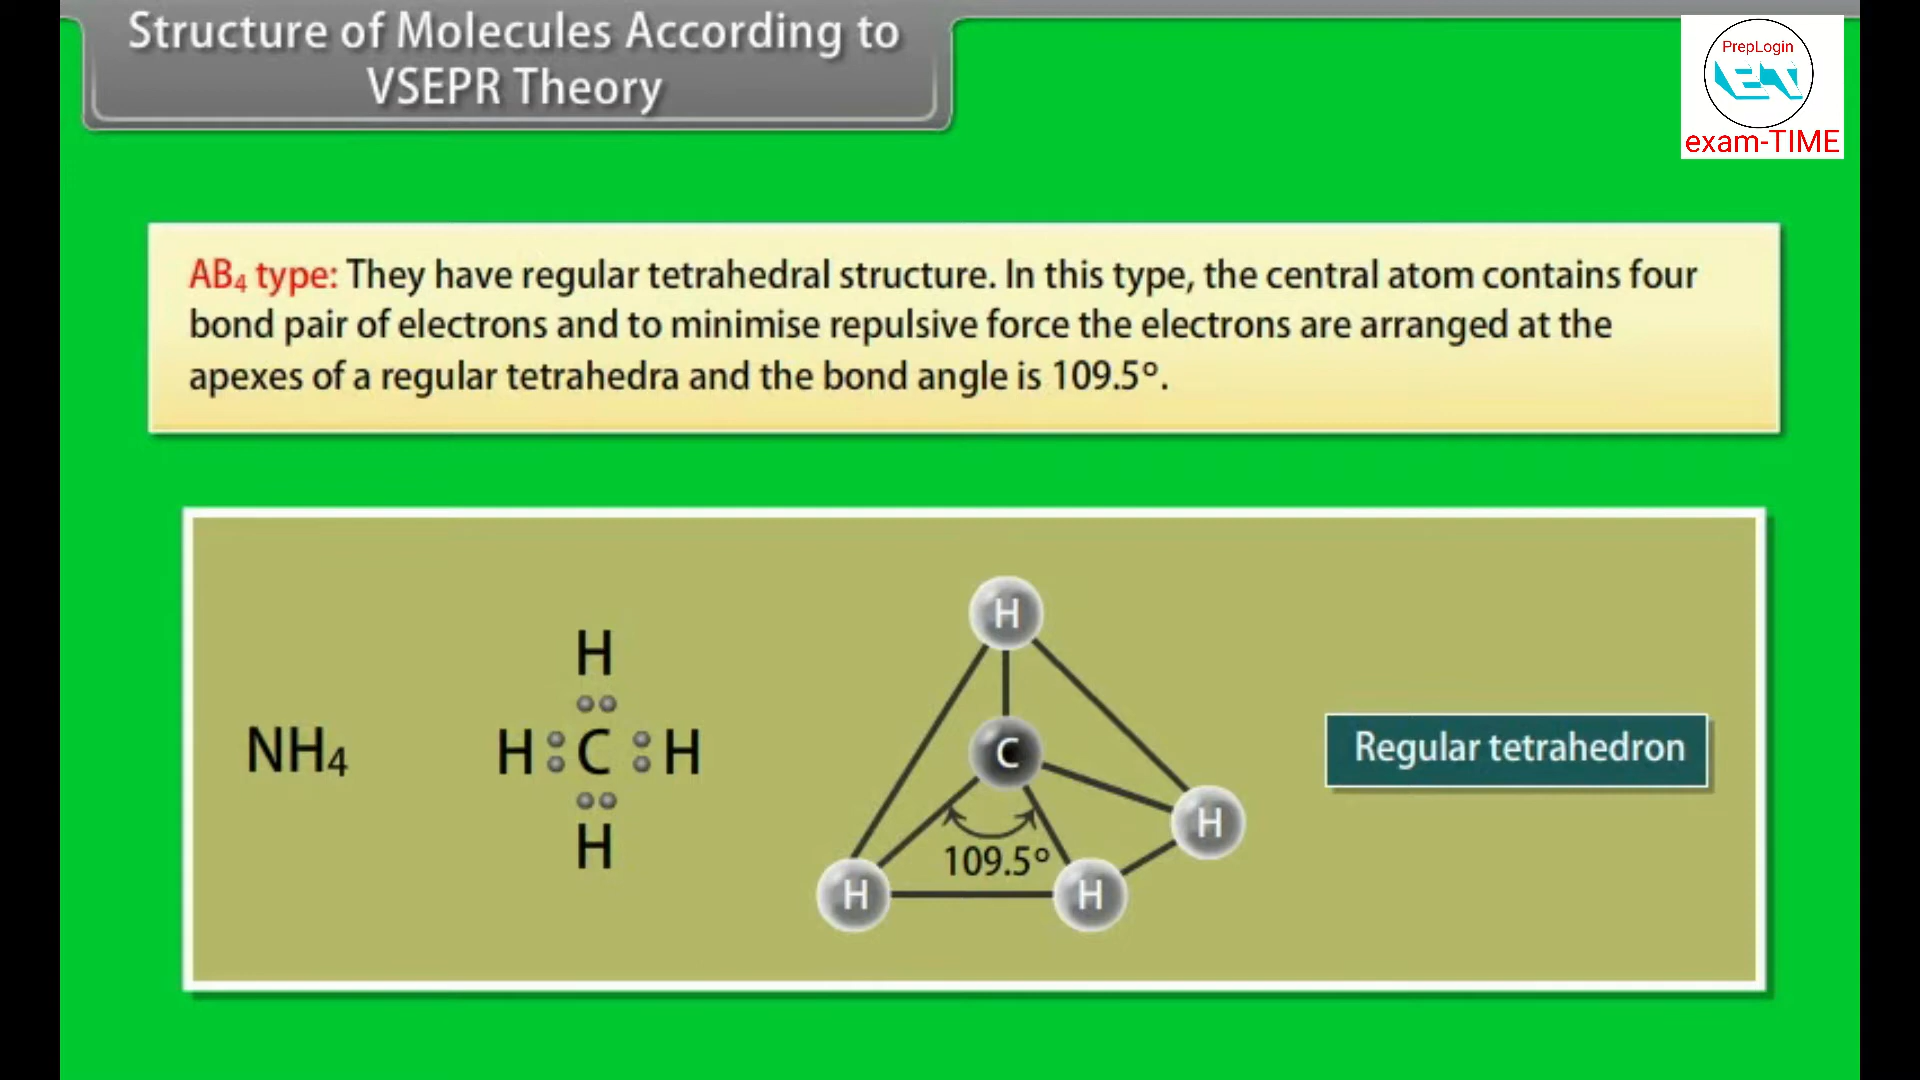 Structure of Molecules According to
VSEPR Theory
PrepLogin
exam-TIME
AB₄ type: They have regular tetrahedral structure. In this type, the central atom contains four
bond pair of electrons and to minimise repulsive force the electrons are arranged at the
apexes of a regular tetrahedra and the bond angle is 109.5º.
NH₄
H
H C H
H
H
C
H
109.5º
H
H
Regular tetrahedron